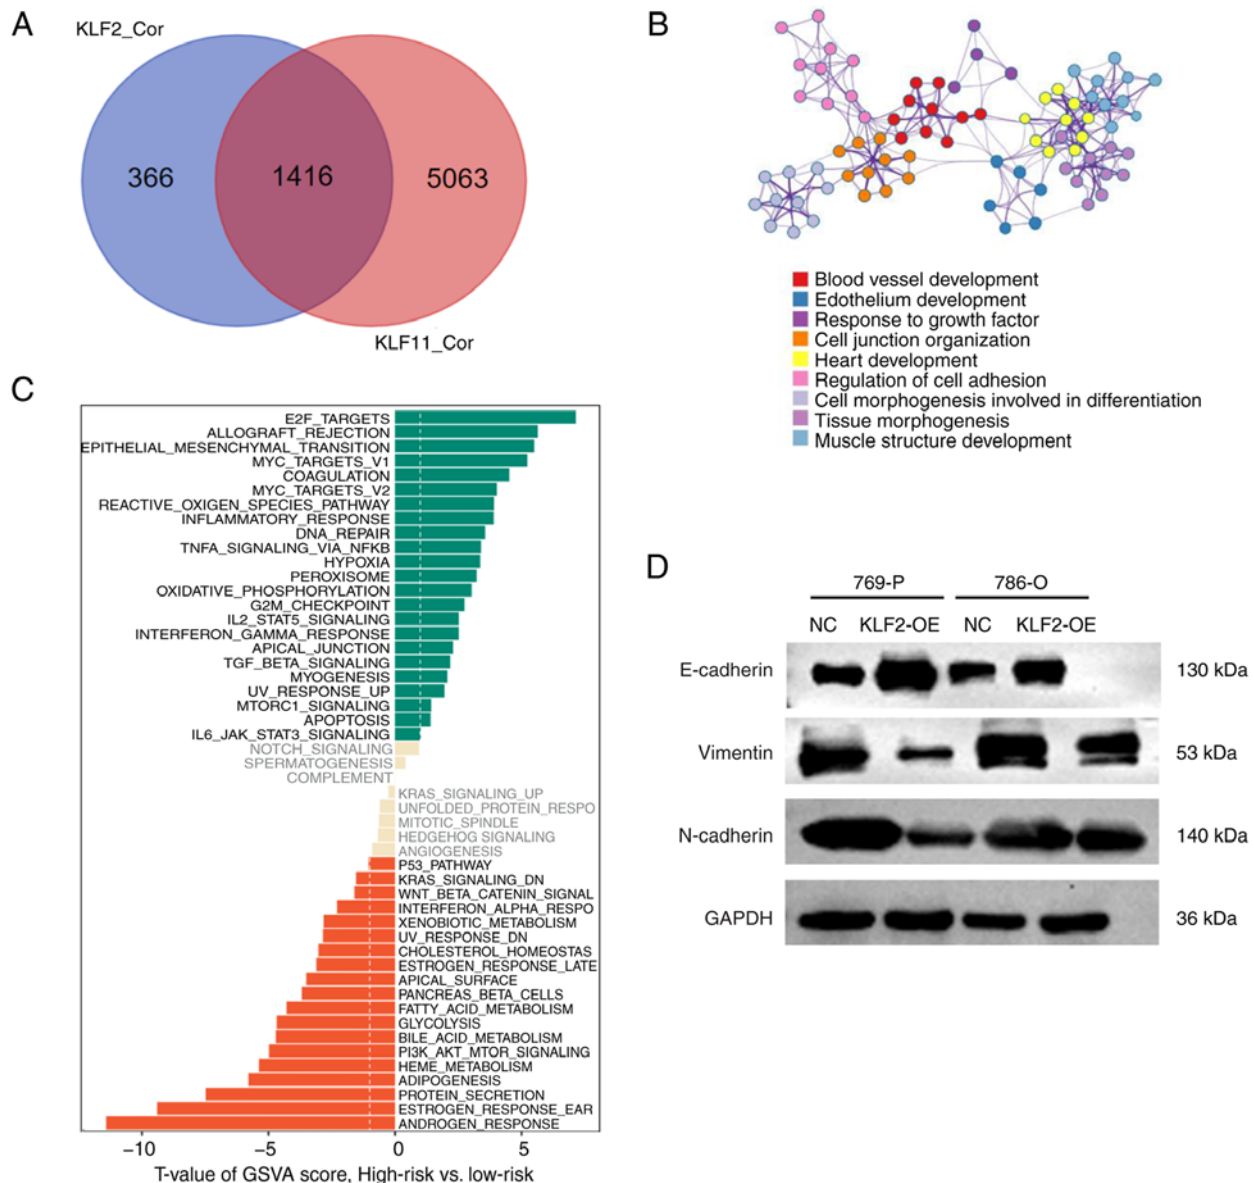 A
KLF2_Cor
366
1416
5063
KLF11_Cor
B
Blood vessel development
Edothelium development
Response to growth factor
Cell junction organization
Heart development
Regulation of cell adhesion
Cell morphogenesis involved in differentiation
Tissue morphogenesis
Muscle structure development
C
E2F_TARGETS
ALLOGRAFT_REJECTION
EPITHELIAL_MESENCHYMAL_TRANSITION
MYC_TARGETS_V1
COAGULATION
MYC_TARGETS_V2
REACTIVE_OXIGEN_SPECIES_PATHWAY
INFLAMMATORY_RESPONSE
DNA_REPAIR
TNFA_SIGNALING_VIA_NFKB
HYPOXIA
PEROXISOME
OXIDATIVE_PHOSPHORYLATION
G2M_CHECKPOINT
IL2_STAT5_SIGNALING
INTERFERON_GAMMA_RESPONSE
APICAL_JUNCTION
TGF_BETA_SIGNALING
MYOGENESIS
UV_RESPONSE_UP
MTORC1_SIGNALING
APOPTOSIS
IL6_JAK_STAT3_SIGNALING
NOTCH_SIGNALING
SPERMATOGENESIS
COMPLEMENT
KRAS_SIGNALING_UP
UNFOLDED_PROTEIN_RESPO
MITOTIC_SPINDLE
HEDGEHOG SIGNALING
ANGIOGENESIS
P53_PATHWAY
KRAS_SIGNALING_DN
WNT_BETA_CATENIN_SIGNAL
INTERFERON_ALPHA_RESPO
XENOBIOTIC_METABOLISM
UV_RESPONSE_DN
CHOLESTEROL_HOMEOSTAS
ESTROGEN_RESPONSE_LATE
APICAL_SURFACE
PANCREAS_BETA_CELLS
FATTY_ACID_METABOLISM
GLYCOLYSIS
BILE_ACID_METABOLISM
PI3K_AKT_MTOR_SIGNALING
HEME_METABOLISM
ADIPOGENESIS
PROTEIN_SECRETION
ESTROGEN_RESPONSE_EAR
ANDROGEN_RESPONSE
−10 −5 0 5
T-value of GSVA score, High-risk vs. low-risk
D
769-P 786-O
NC KLF2-OE NC KLF2-OE
E-cadherin 130 kDa
Vimentin 53 kDa
N-cadherin 140 kDa
GAPDH 36 kDa